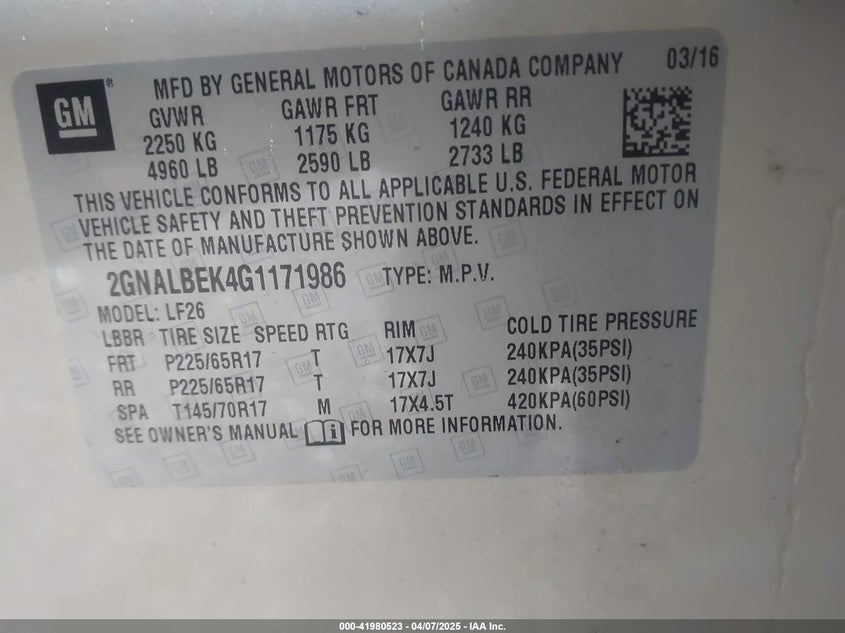 GM
®
MFD BY GENERAL MOTORS OF CANADA COMPANY 03/16
GVWR GAWR FRT GAWR RR
2250 KG 1175 KG 1240 KG
4960 LB 2590 LB 2733 LB
THIS VEHICLE CONFORMS TO ALL APPLICABLE U.S. FEDERAL MOTOR
VEHICLE SAFETY AND THEFT PREVENTION STANDARDS IN EFFECT ON
THE DATE OF MANUFACTURE SHOWN ABOVE.
2GNALBEK4G1171986 TYPE: M.P.V.
MODEL: LF26
LBBR TIRE SIZE SPEED RTG RIM COLD TIRE PRESSURE
FRT P225/65R17 T 17X7J 240KPA(35PSI)
RR P225/65R17 T 17X7J 240KPA(35PSI)
SPA T145/70R17 M 17X4.5T 420KPA(60PSI)
SEE OWNER'S MANUAL i FOR MORE INFORMATION.
000-41980523 - 04/07/2025 - IAA Inc.